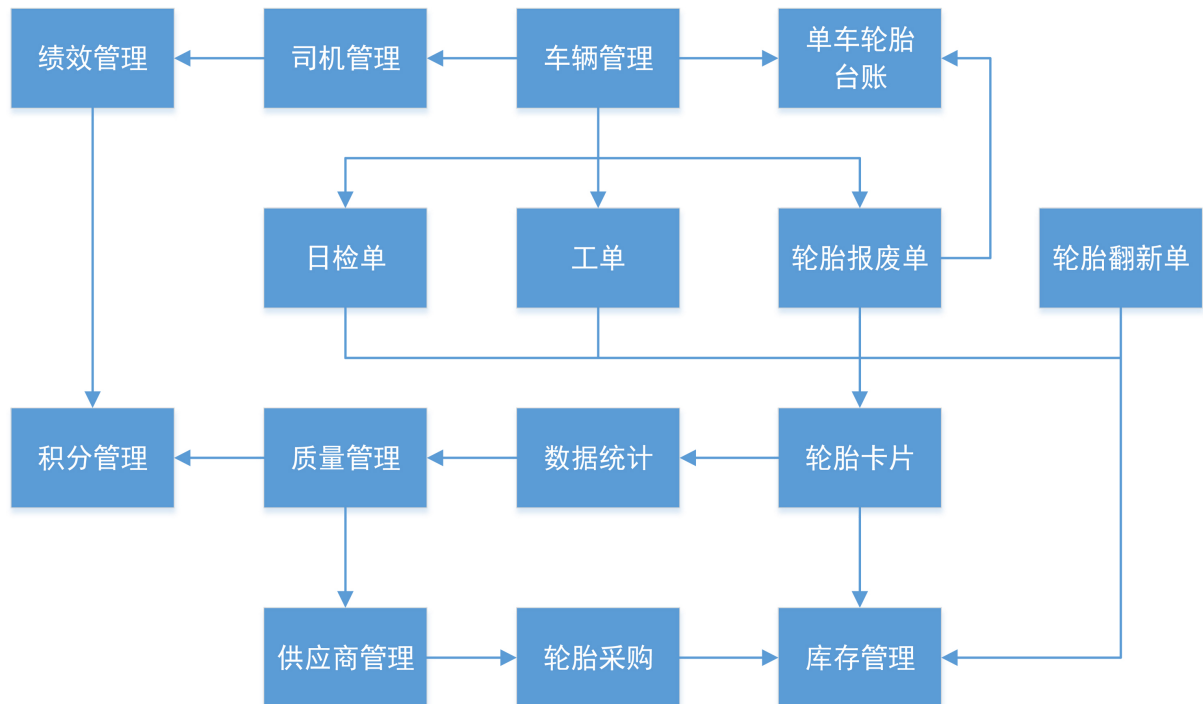 绩效管理
司机管理
车辆管理
单车轮胎
台账
日检单
工单
轮胎报废单
轮胎翻新单
积分管理
质量管理
数据统计
轮胎卡片
供应商管理
轮胎采购
库存管理